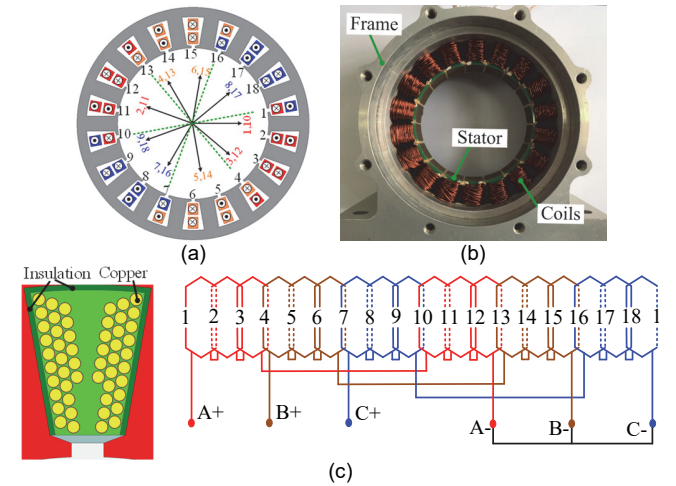 14 15 16
13 17
4,13 6,15
12 8,17 18
2,11
11 1,10 1
10 2
9,18
3,12
9 7,16 5,14 3
8 4
7 6 5
(a)
Frame
Stator
Coils
(b)
Insulation Copper
1 2 3 4 5 6 7 8 9 10 11 12 13 14 15 16 17 18 1
A+ B+ C+ A- B- C-
(c)